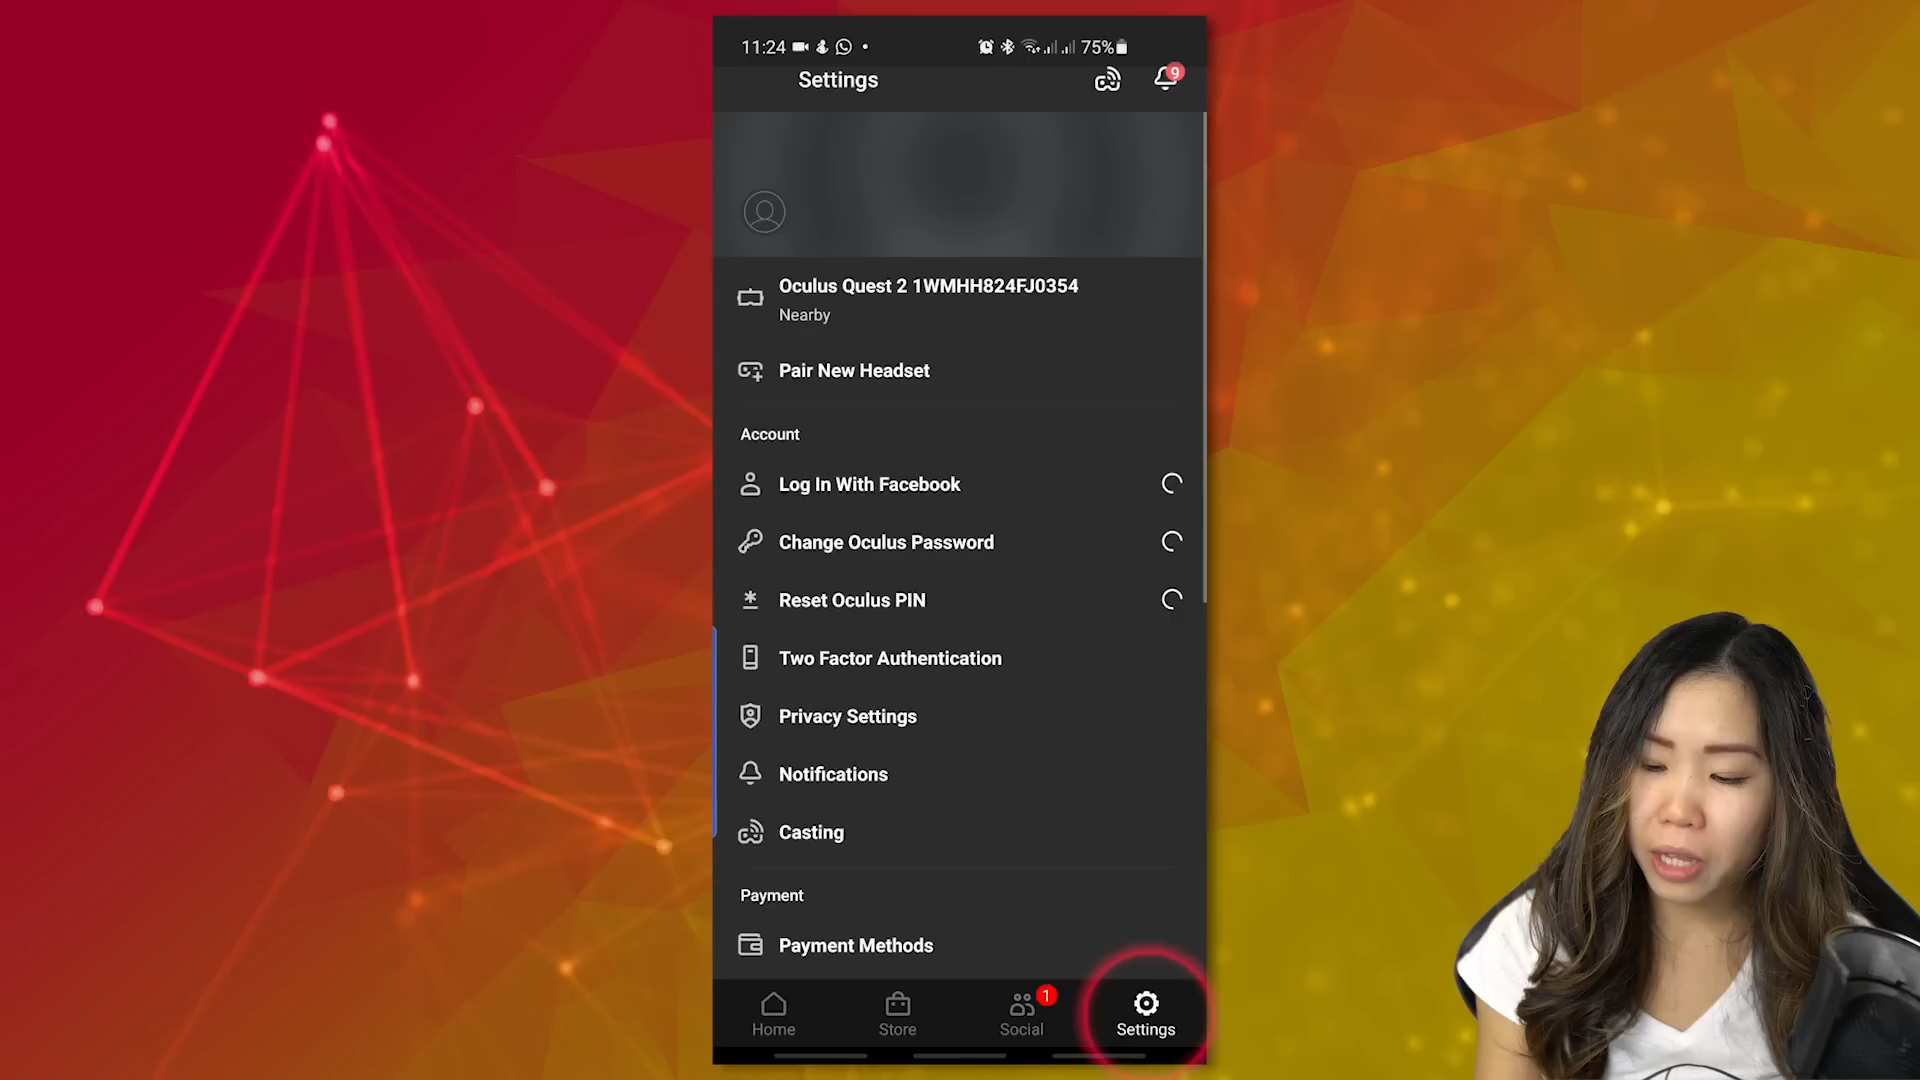 11:24 75%
Settings 9
Oculus Quest 2 1WMHH824FJ0354
Nearby
Pair New Headset
Account
Log In With Facebook
Change Oculus Password
Reset Oculus PIN
Two Factor Authentication
Privacy Settings
Notifications
Casting
Payment
Payment Methods
1
Home Store Social Settings